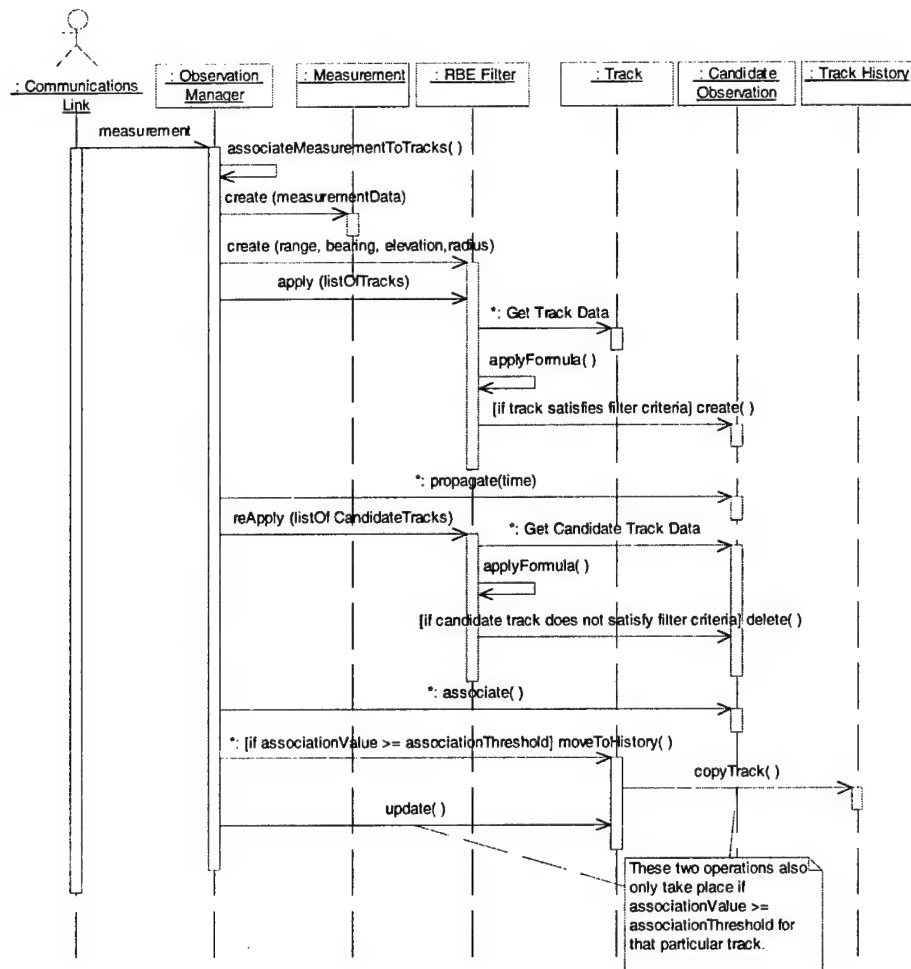 : Communications
Link
: Observation
Manager
: Measurement
: RBE Filter
: Track
: Candidate
Observation
: Track History
measurement
associateMeasurementToTracks( )
create (measurementData)
create (range, bearing, elevation,radius)
apply (listOfTracks)
*: Get Track Data
applyFormula( )
[if track satisfies filter criteria] create( )
*: propagate(time)
reApply (listOf CandidateTracks)
*: Get Candidate Track Data
applyFormula( )
[if candidate track does not satisfy filter criteria] delete( )
*: associate( )
*: [if associationValue >= associationThreshold] moveToHistory( )
copyTrack( )
update( )
These two operations also
only take place if
associationValue >=
associationThreshold for
that particular track.